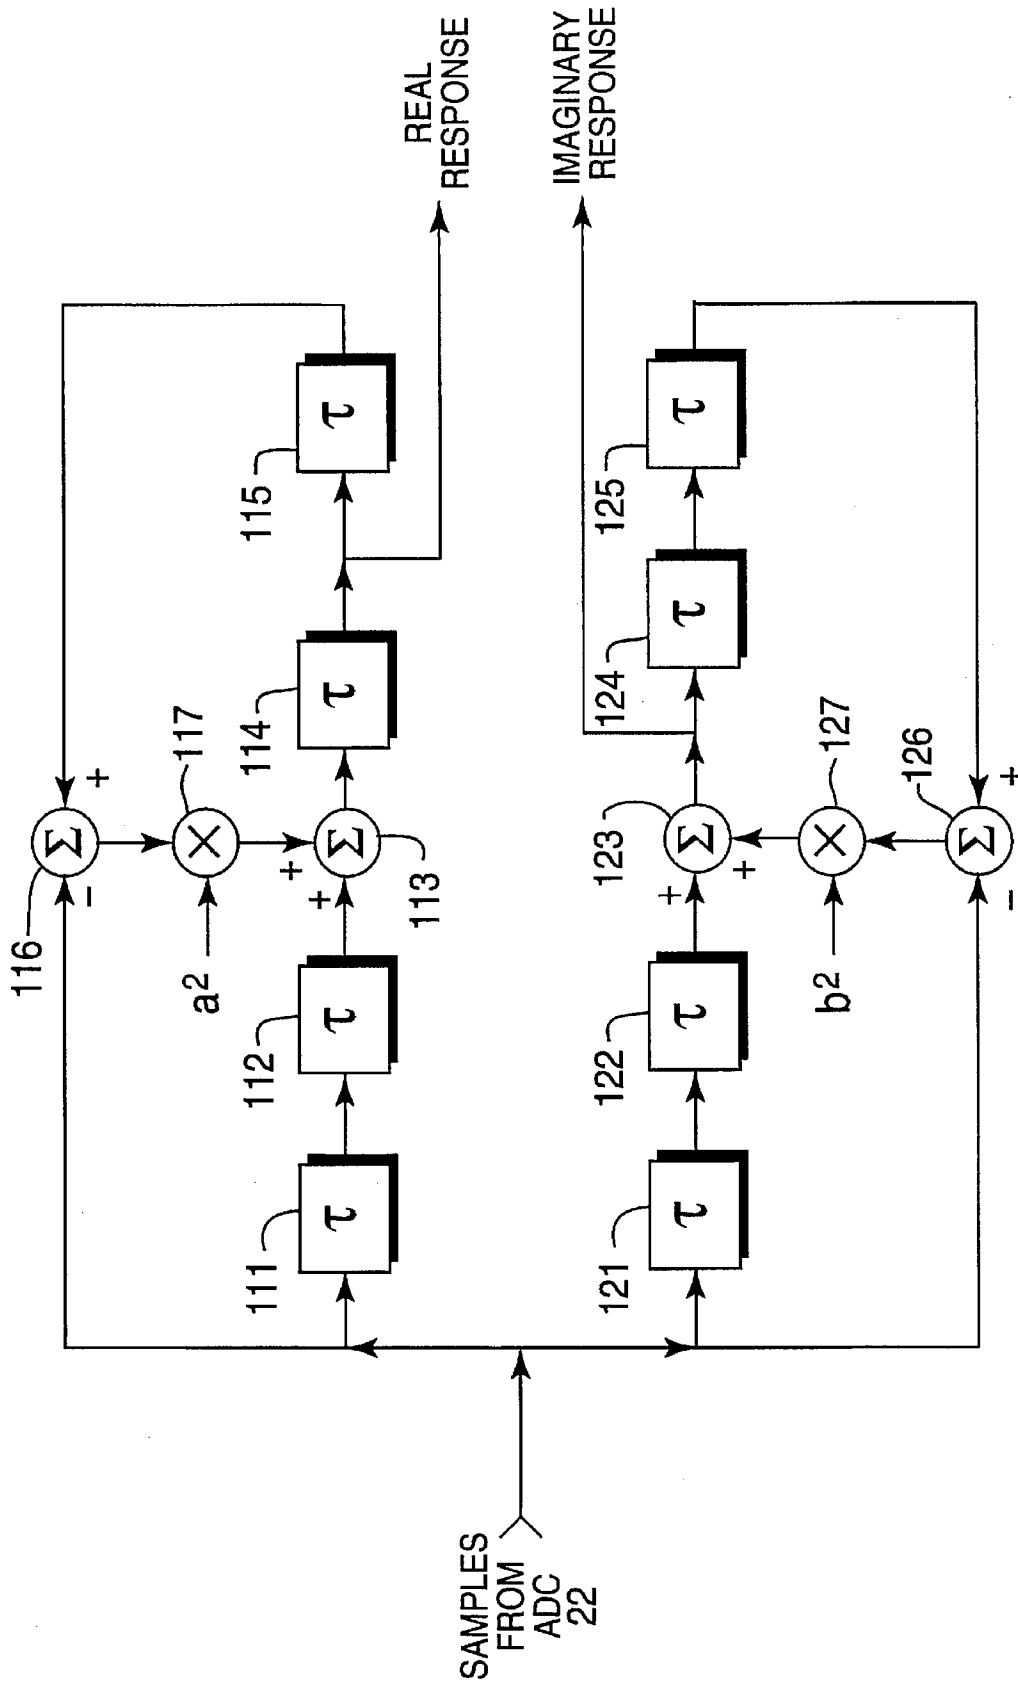 116
Σ
−
+
a²
×
117
111
112
+
114
115
+
τ
τ
Σ
τ
τ
113
REAL
RESPONSE
SAMPLES
FROM
ADC
22
IMAGINARY
RESPONSE
121
122
123
124
125
+
τ
τ
Σ
τ
τ
+
b²
×
127
126
−
Σ
+